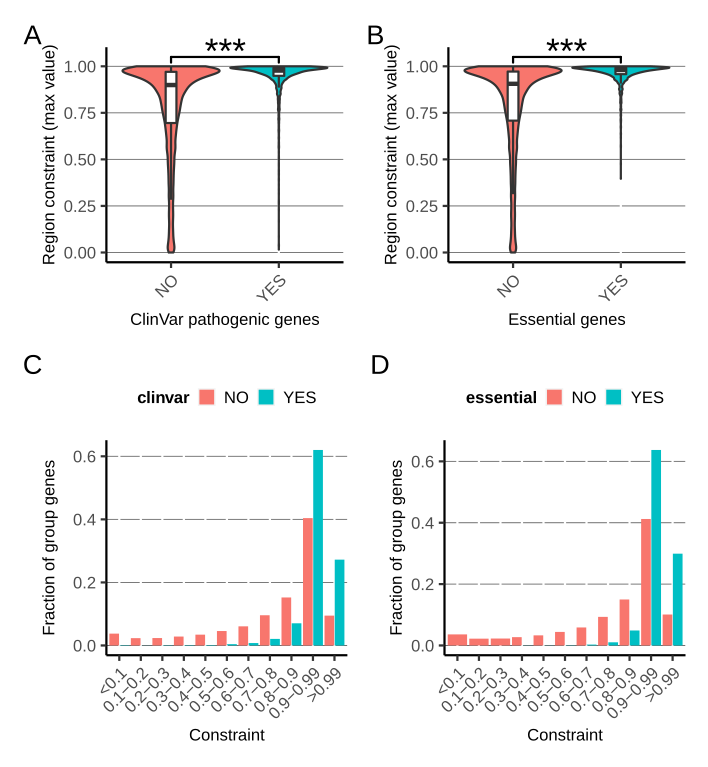 A
Region constraint (max value)
1.00
0.75
0.50
0.25
0.00
***
NO
YES
ClinVar pathogenic genes
B
Region constraint (max value)
1.00
0.75
0.50
0.25
0.00
***
NO
YES
Essential genes
C
clinvar NO YES
Fraction of group genes
0.6
0.4
0.2
0.0
<0.1
0.1−0.2
0.2−0.3
0.3−0.4
0.4−0.5
0.5−0.6
0.6−0.7
0.7−0.8
0.8−0.9
0.9−0.99
>0.99
Constraint
D
essential NO YES
Fraction of group genes
0.6
0.4
0.2
0.0
<0.1
0.1−0.2
0.2−0.3
0.3−0.4
0.4−0.5
0.5−0.6
0.6−0.7
0.7−0.8
0.8−0.9
0.9−0.99
>0.99
Constraint